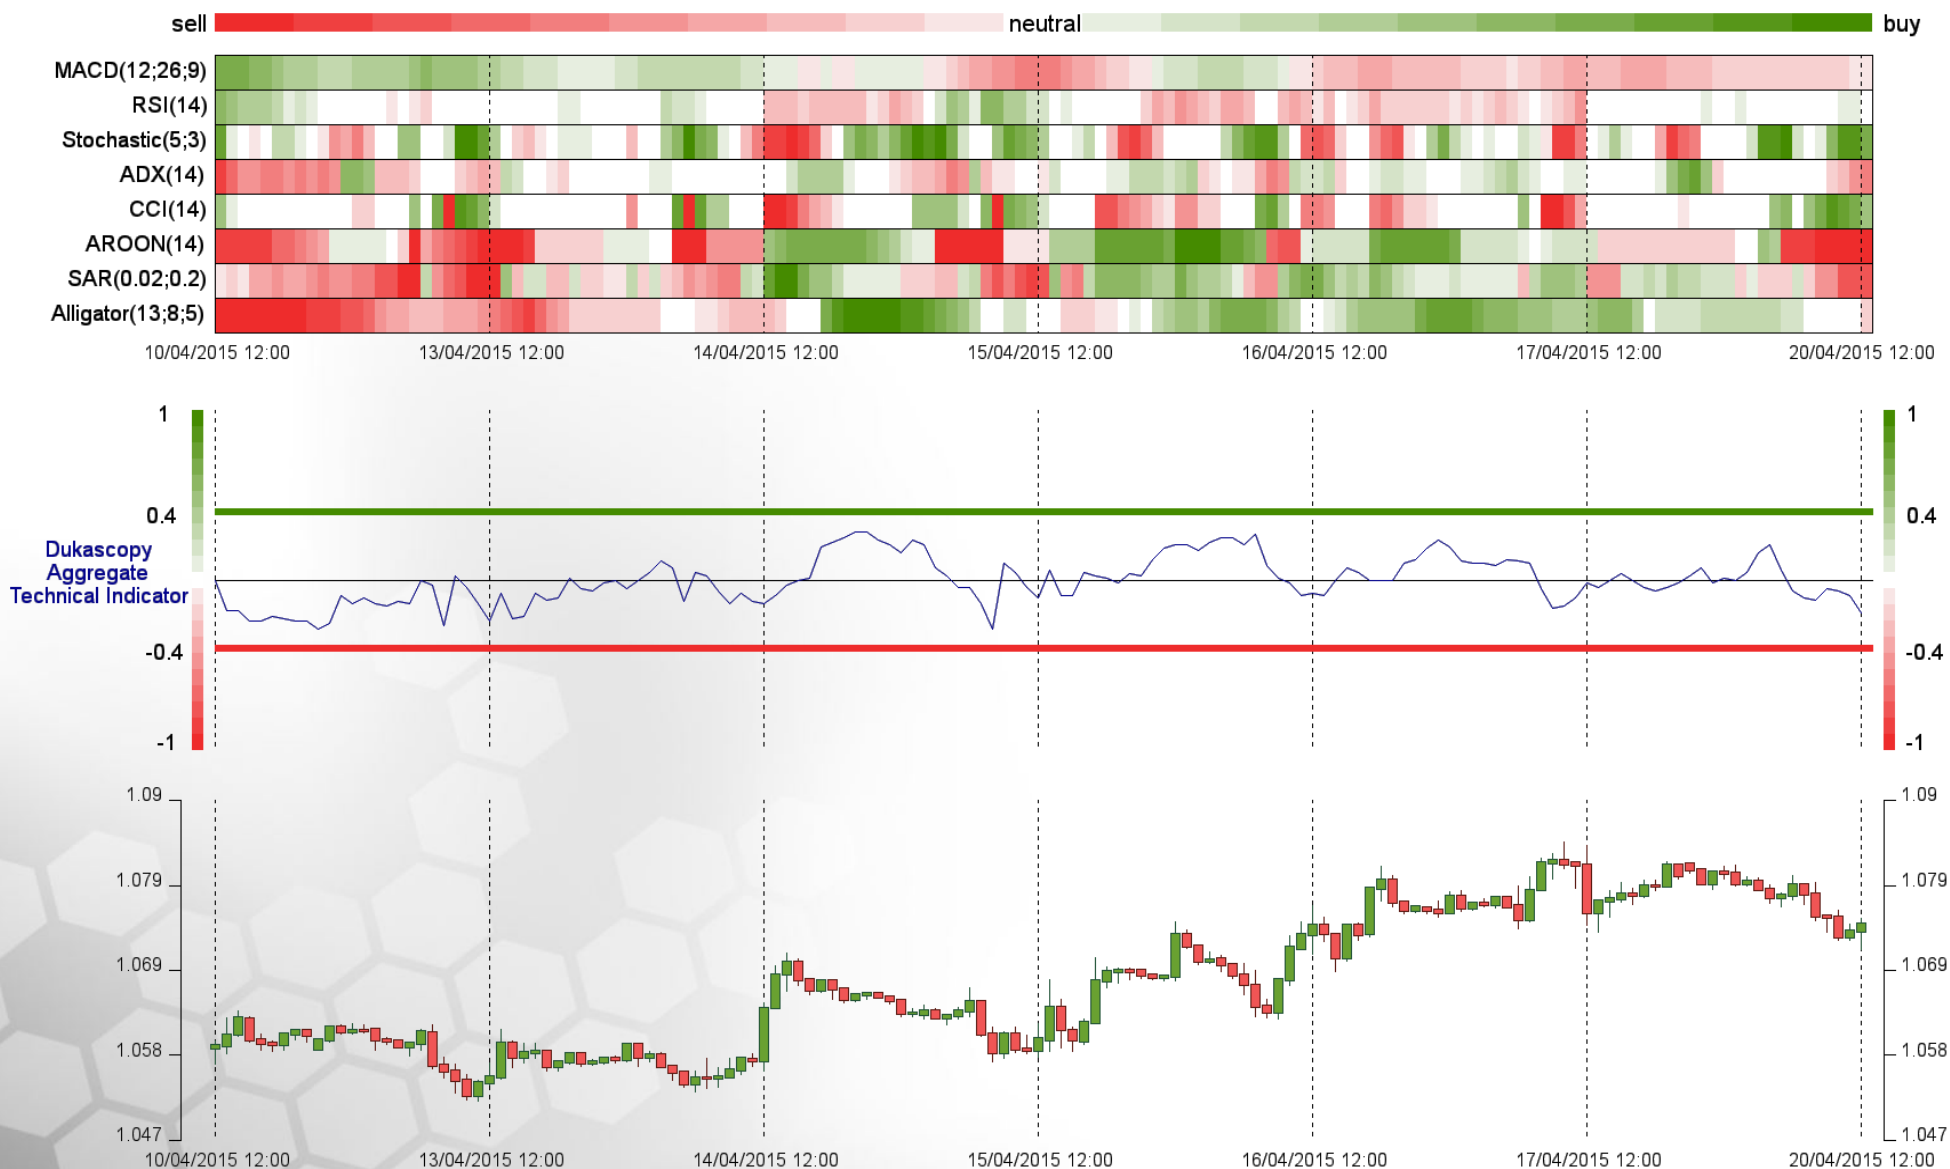 sell neutral buy
MACD(12;26;9)
RSI(14)
Stochastic(5;3)
ADX(14)
CCI(14)
AROON(14)
SAR(0.02;0.2)
Alligator(13;8;5)
10/04/2015 12:00 13/04/2015 12:00 14/04/2015 12:00 15/04/2015 12:00 16/04/2015 12:00 17/04/2015 12:00 20/04/2015 12:00
1 1
0.4 0.4
Dukascopy
Aggregate
Technical Indicator
-0.4 -0.4
-1 -1
1.09 1.09
1.079 1.079
1.069 1.069
1.058 1.058
1.047 1.047
10/04/2015 12:00 13/04/2015 12:00 14/04/2015 12:00 15/04/2015 12:00 16/04/2015 12:00 17/04/2015 12:00 20/04/2015 12:00